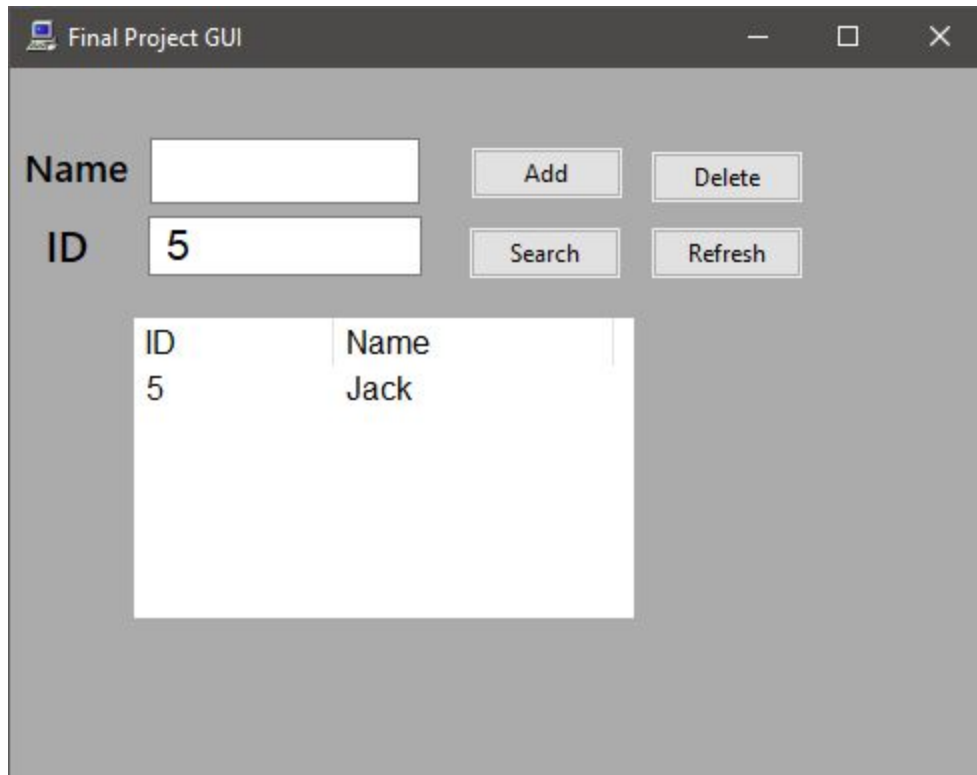 Final Project GUI
Name
Add
Delete
ID
5
Search
Refresh
ID Name
5 Jack